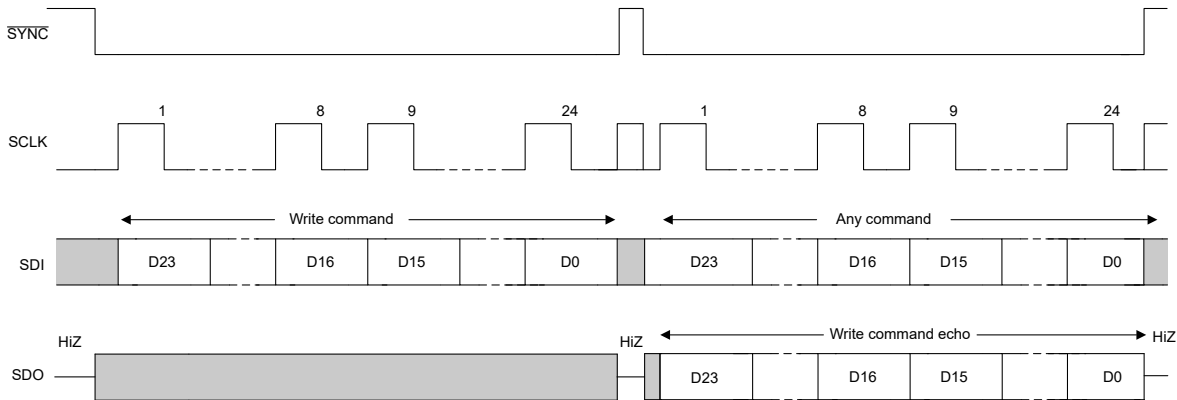 SYNC
1 8 9 24 1 8 9 24
SCLK
Write command Any command
SDI D23 D16 D15 D0 D23 D16 D15 D0
HiZ HiZ Write command echo HiZ
SDO D23 D16 D15 D0